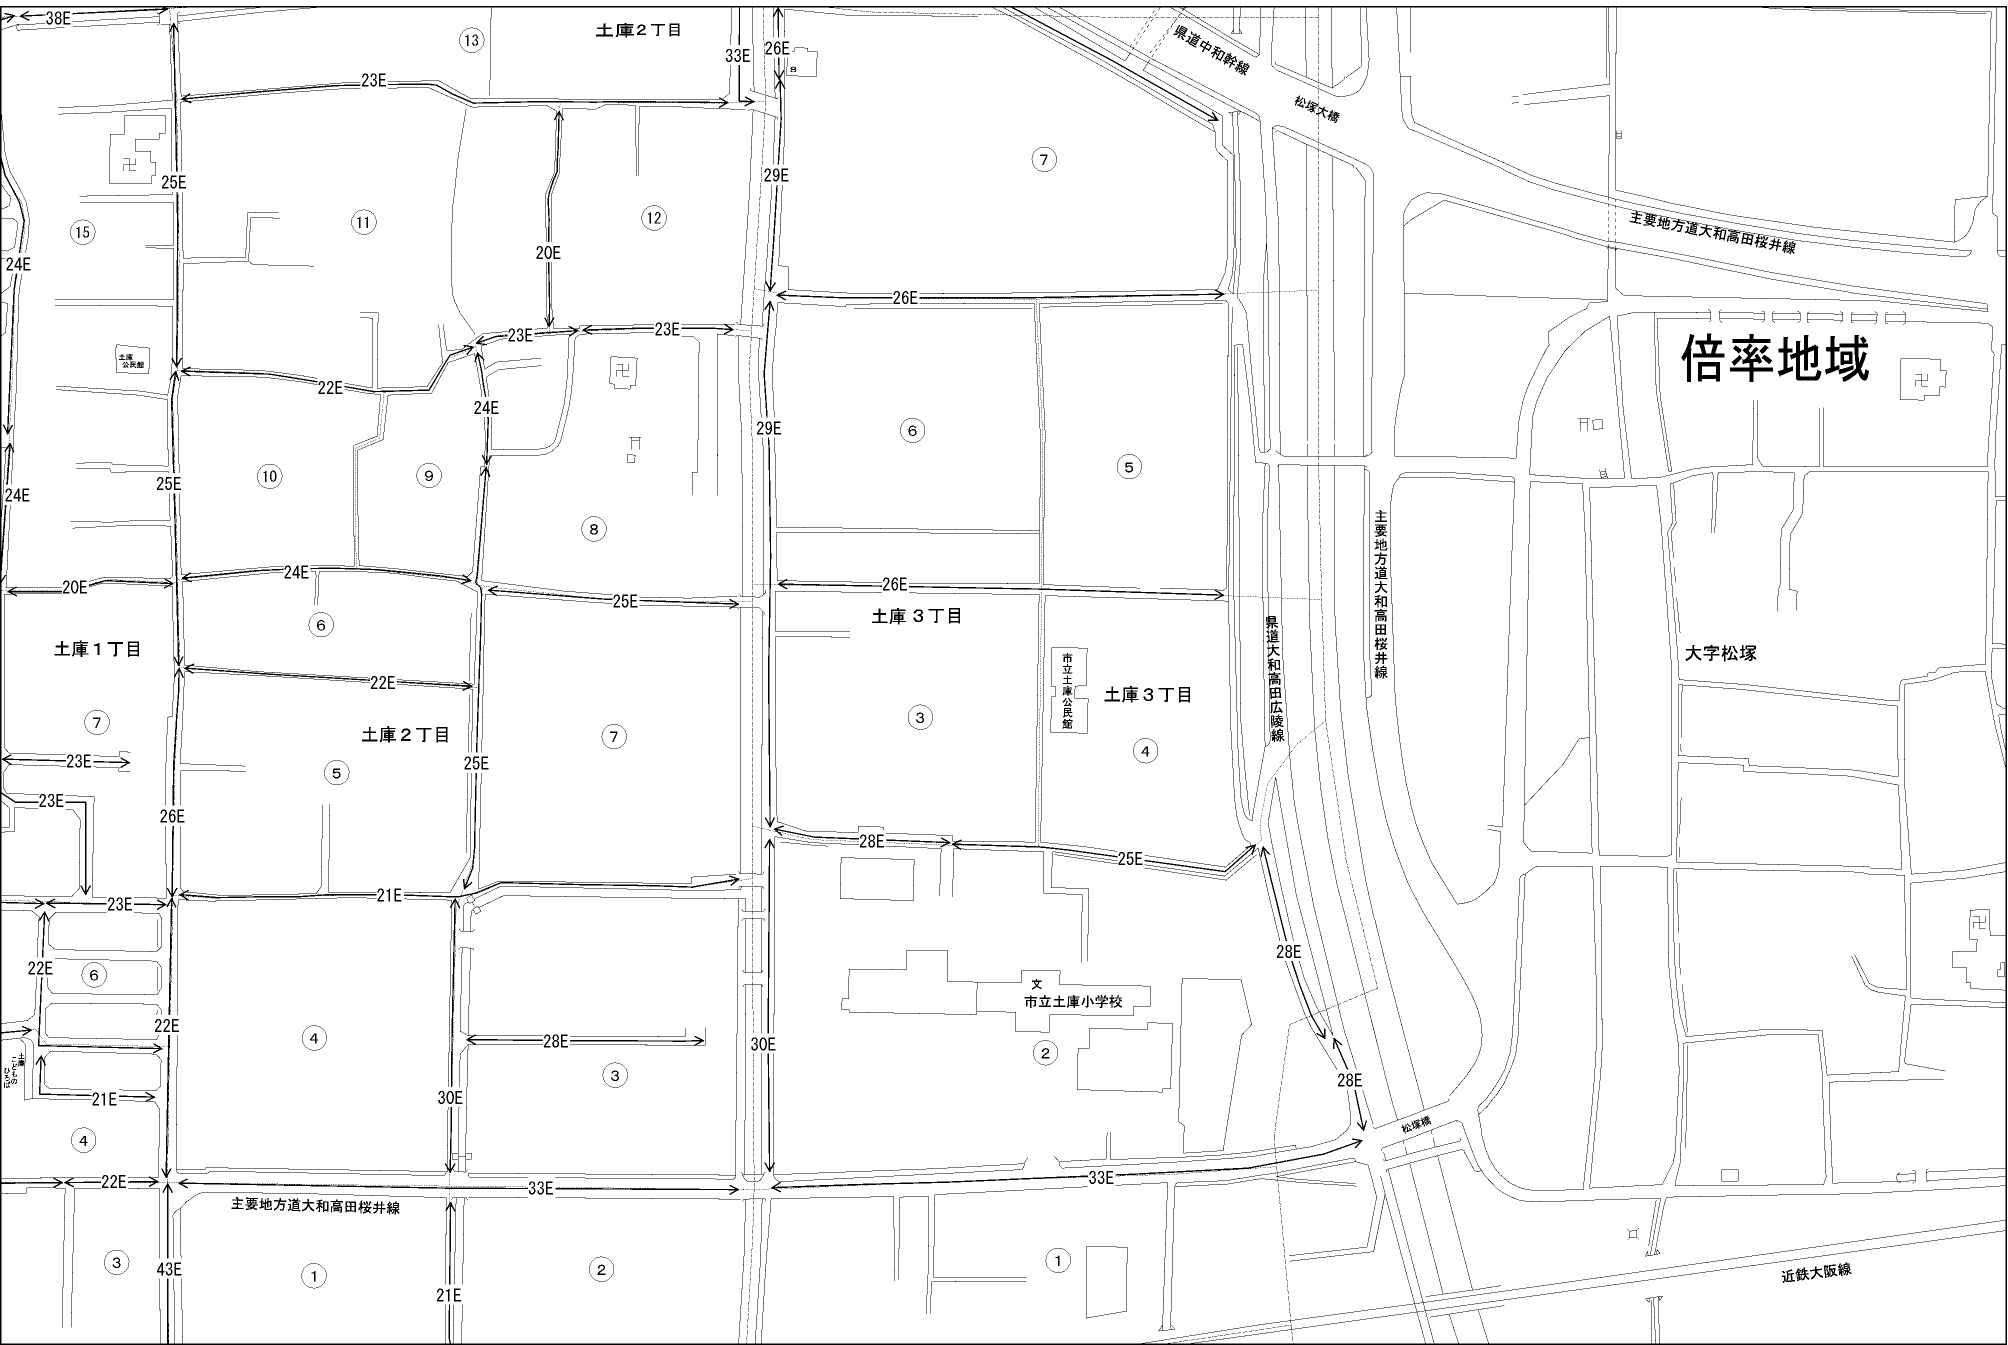 38E
13
土庫２丁目
33E
26E
県道中和幹線
松塚大橋
23E
7
25E
29E
15
11
12
主要地方道大和高田桜井線
24E
20E
26E
23E
23E
倍率地域
土庫
公民館
22E
24E
29E
6
10
9
5
24E
25E
8
主要地方道大和高田桜井線
20E
24E
26E
25E
土庫３丁目
6
県道大和高田広陵線
土庫１丁目
大字松塚
22E
市立土庫公民館
土庫３丁目
7
土庫２丁目
7
3
4
23E
5
25E
23E
26E
28E
25E
23E
21E
22E
6
28E
文
市立土庫小学校
22E
4
28E
30E
2
土庫
こどもの
ひろば
3
28E
21E
30E
4
松塚橋
22E
33E
33E
主要地方道大和高田桜井線
3
43E
1
2
1
21E
近鉄大阪線